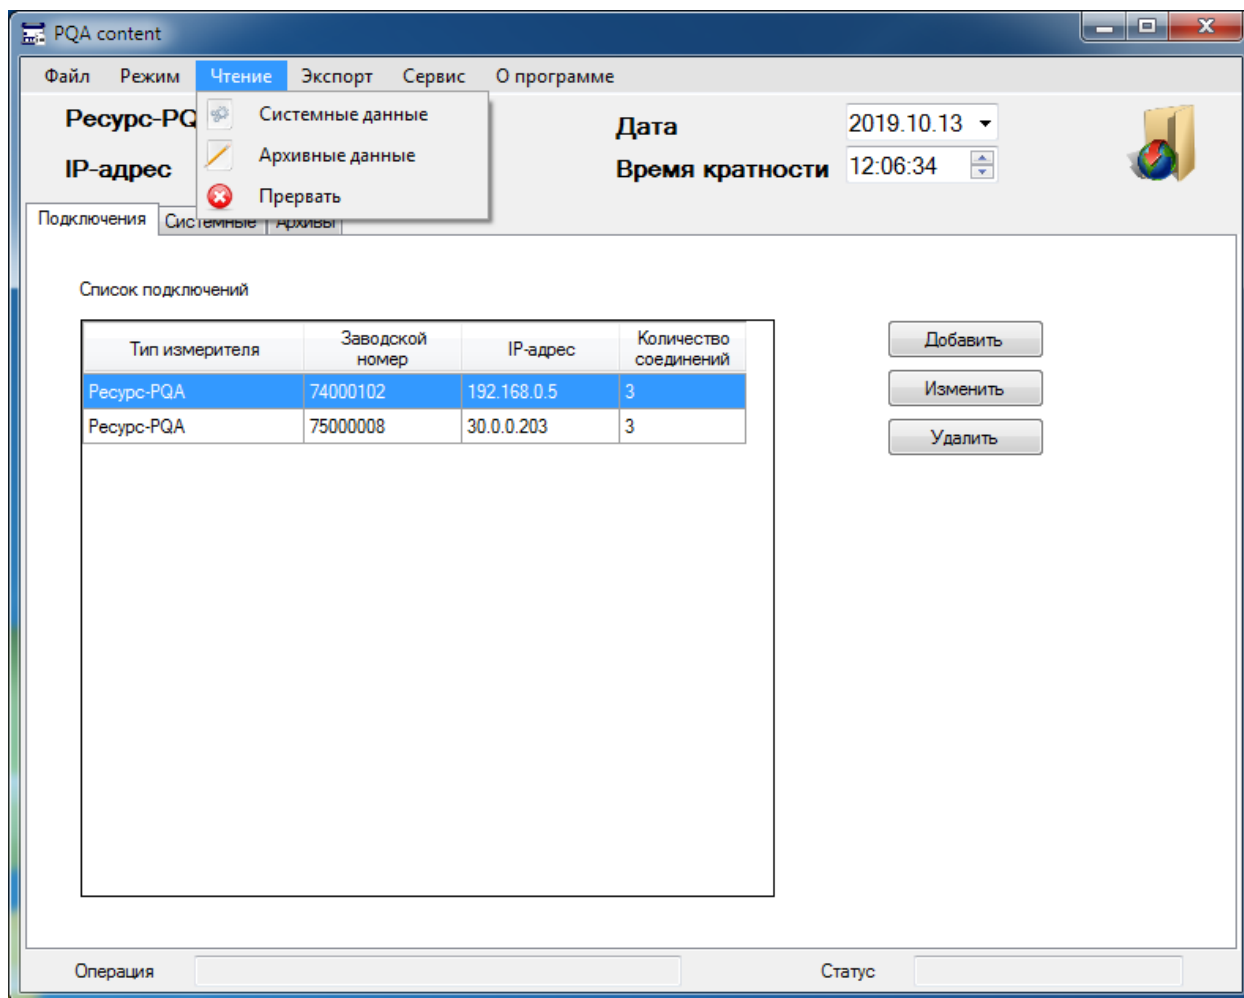 PQA content
Файл Режим Чтение Экспорт Сервис О программе
Системные данные
Архивные данные
Прервать
Ресурс-PQ
IP-адрес
Дата 2019.10.13
Время кратности 12:06:34
Подключения Системные Архивы
Список подключений
Тип измерителя Заводской номер IP-адрес Количество соединений
Ресурс-PQA 74000102 192.168.0.5 3
Ресурс-PQA 75000008 30.0.0.203 3
Добавить
Изменить
Удалить
Операция Статус